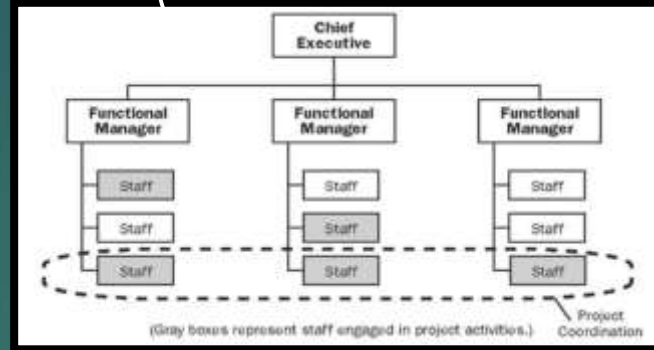 Chief
Executive
Functional
Manager
Functional
Manager
Functional
Manager
Staff
Staff
Staff
Staff
Staff
Staff
Staff
Staff
Staff
(Gray boxes represent staff engaged in project activities.)
Project
Coordination